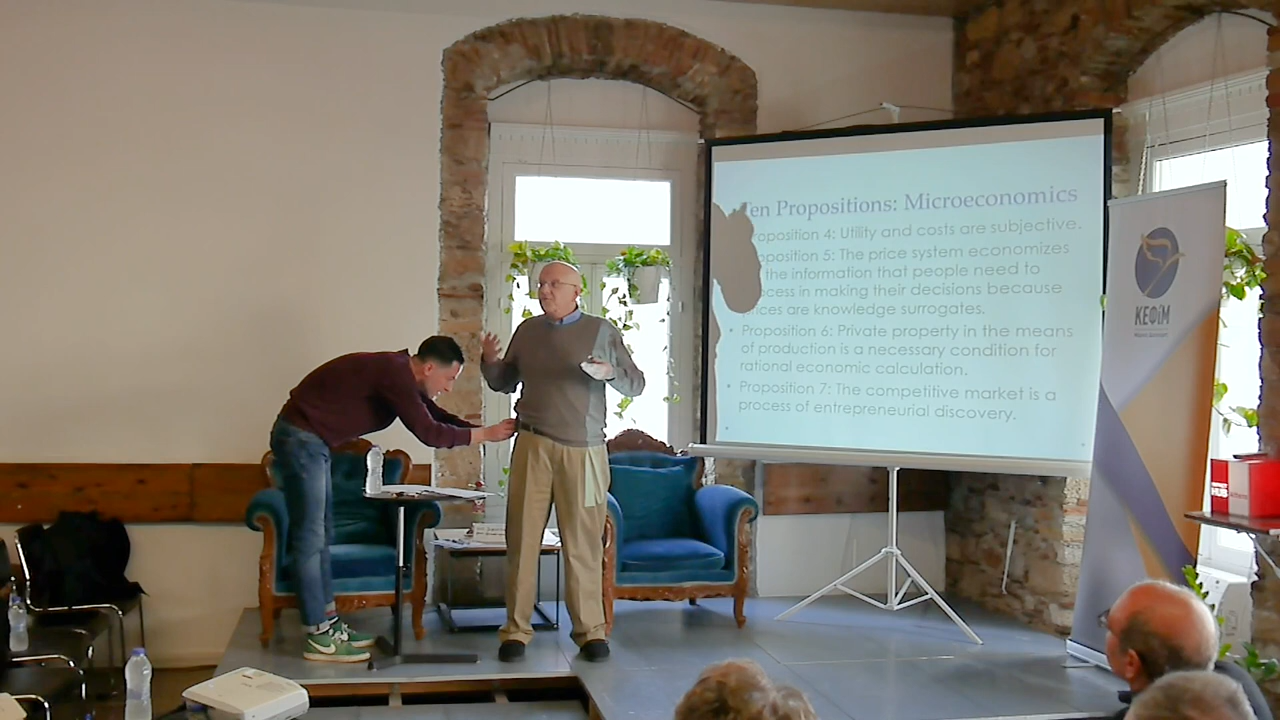 Ten Propositions: Microeconomics
Proposition 4: Utility and costs are subjective.
Proposition 5: The price system economizes
the information that people need to
process in making their decisions because
prices are knowledge surrogates.
• Proposition 6: Private property in the means
of production is a necessary condition for
rational economic calculation.
• Proposition 7: The competitive market is a
process of entrepreneurial discovery.
ΚΕΦΙΜ
HUB